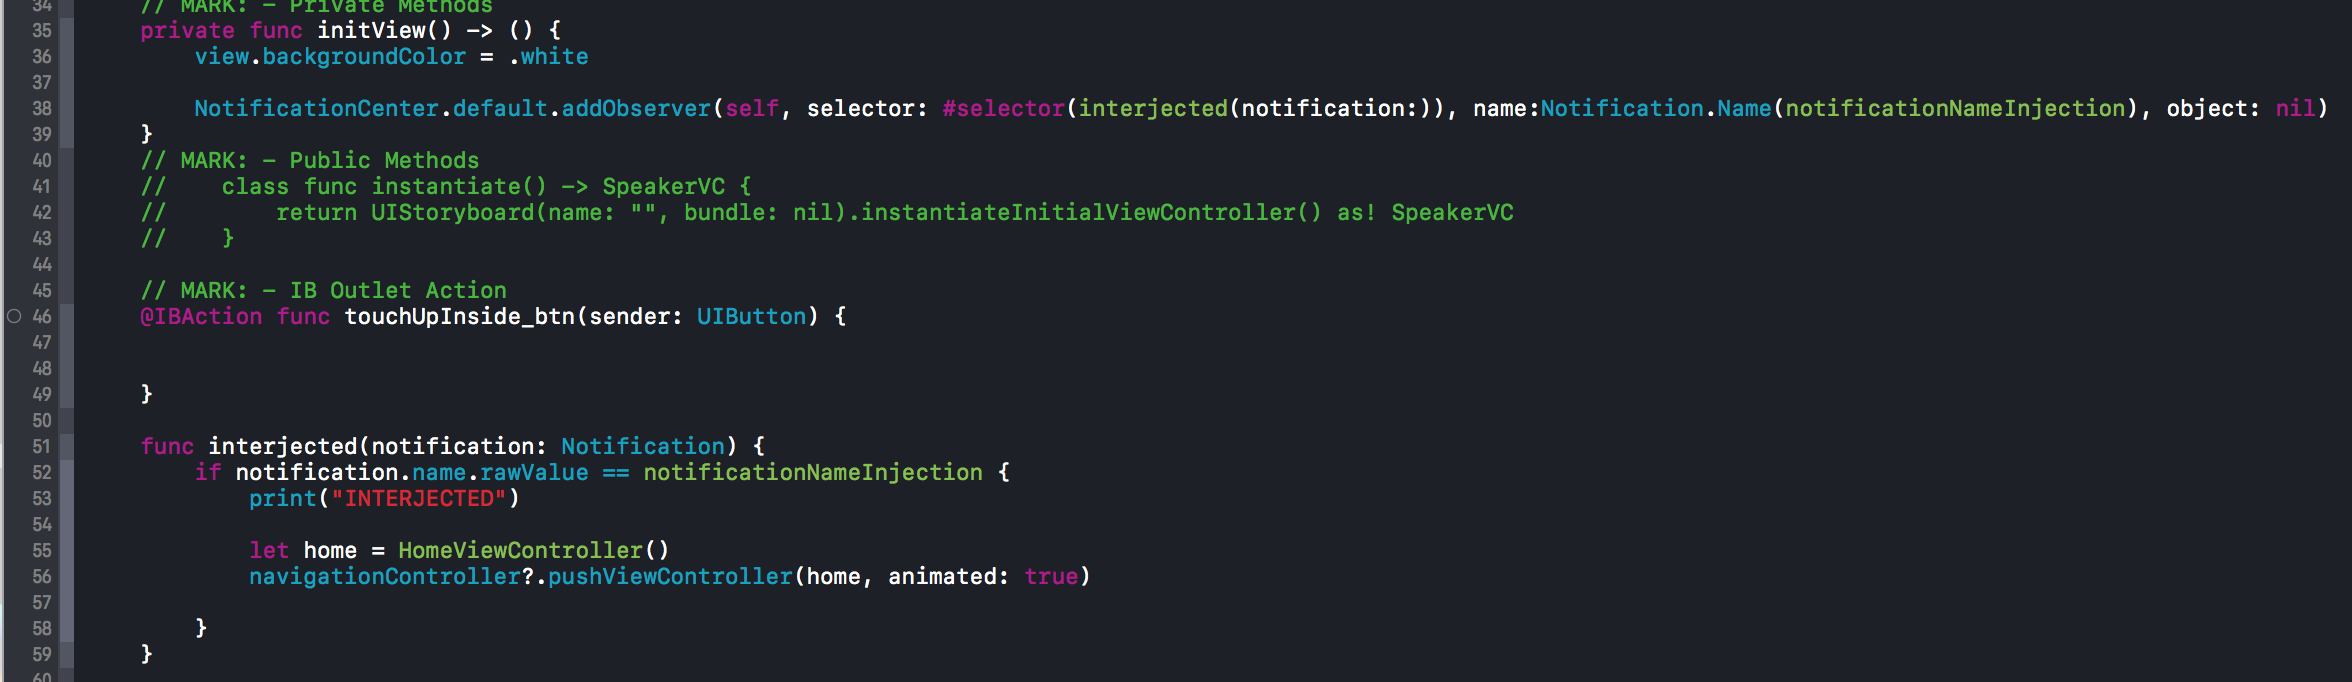 34 // MARK: - Private Methods
35 private func initView() -> () {
36 view.backgroundColor = .white
37
38 NotificationCenter.default.addObserver(self, selector: #selector(interjected(notification:)), name:Notification.Name(notificationNameInjection), object: nil)
39 }
40 // MARK: - Public Methods
41 // class func instantiate() -> SpeakerVC {
42 // return UIStoryboard(name: "", bundle: nil).instantiateInitialViewController() as! SpeakerVC
43 // }
44
45 // MARK: - IB Outlet Action
46 @IBAction func touchUpInside_btn(sender: UIButton) {
47
48
49 }
50
51 func interjected(notification: Notification) {
52 if notification.name.rawValue == notificationNameInjection {
53 print("INTERJECTED")
54
55 let home = HomeViewController()
56 navigationController?.pushViewController(home, animated: true)
57
58 }
59 }
60